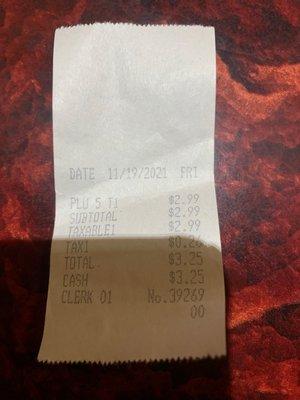 DATE 11/19/2021 FRI
PLU 5 T1 $2.99
SUBTOTAL $2.99
TAXABLE1 $2.99
TAX1 $0.26
TOTAL $3.25
CASH $3.25
CLERK 01 No.39269
00